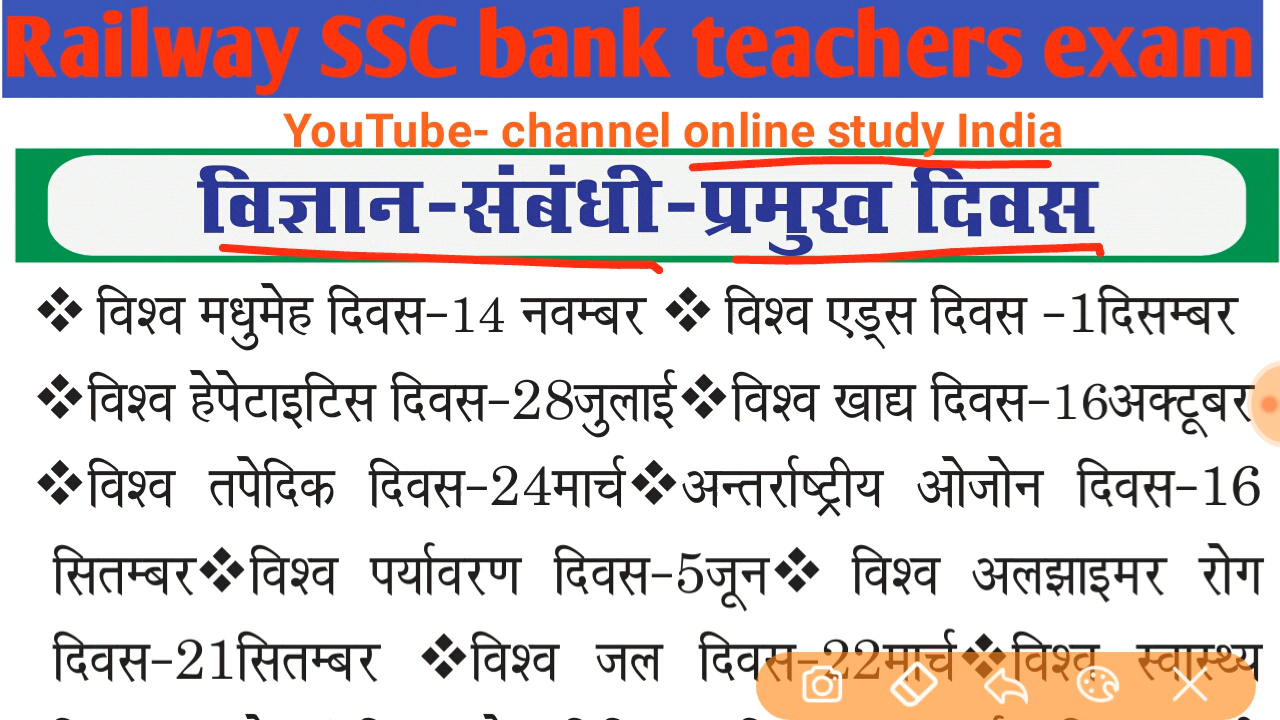 Railway SSC bank teachers exam
YouTube- channel online study India
विज्ञान-संबंधी-प्रमुख दिवस
❖ विश्व मधुमेह दिवस-14 नवम्बर ❖ विश्व एड्स दिवस -1दिसम्बर
❖विश्व हेपेटाइटिस दिवस-28जुलाई❖विश्व खाद्य दिवस-16अक्टूबर
❖विश्व तपेदिक दिवस-24मार्च❖अन्तर्राष्ट्रीय ओजोन दिवस-16
सितम्बर❖विश्व पर्यावरण दिवस-5जून❖ विश्व अलझाइमर रोग
दिवस-21सितम्बर ❖विश्व जल दिवस-22मार्च❖विश्व स्वास्थ्य